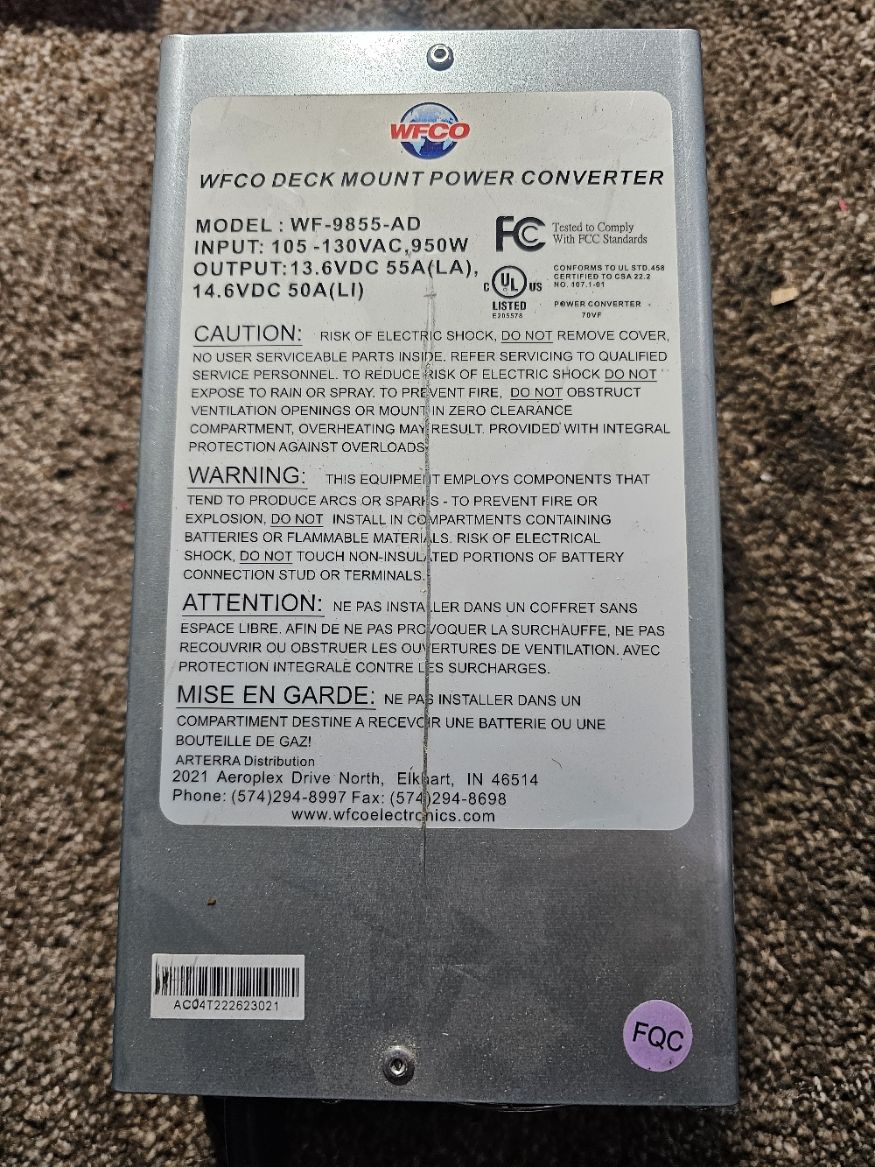 WFCO
WFCO DECK MOUNT POWER CONVERTER
MODEL : WF-9855-AD
INPUT: 105 -130VAC,950W
OUTPUT:13.6VDC 55A(LA),
14.6VDC 50A(LI)
FC Tested to Comply
With FCC Standards
C UL US
LISTED
E205578
CONFORMS TO UL STD.458
CERTIFIED TO CSA 22.2
NO. 107.1-01
POWER CONVERTER
70VF
CAUTION: RISK OF ELECTRIC SHOCK, DO NOT REMOVE COVER,
NO USER SERVICEABLE PARTS INSIDE. REFER SERVICING TO QUALIFIED
SERVICE PERSONNEL. TO REDUCE RISK OF ELECTRIC SHOCK DO NOT
EXPOSE TO RAIN OR SPRAY. TO PREVENT FIRE, DO NOT OBSTRUCT
VENTILATION OPENINGS OR MOUNT IN ZERO CLEARANCE
COMPARTMENT, OVERHEATING MAY RESULT. PROVIDED WITH INTEGRAL
PROTECTION AGAINST OVERLOADS
WARNING: THIS EQUIPMENT EMPLOYS COMPONENTS THAT
TEND TO PRODUCE ARCS OR SPARKS - TO PREVENT FIRE OR
EXPLOSION, DO NOT INSTALL IN COMPARTMENTS CONTAINING
BATTERIES OR FLAMMABLE MATERIALS. RISK OF ELECTRICAL
SHOCK, DO NOT TOUCH NON-INSULATED PORTIONS OF BATTERY
CONNECTION STUD OR TERMINALS.
ATTENTION: NE PAS INSTALLER DANS UN COFFRET SANS
ESPACE LIBRE. AFIN DE NE PAS PROVOQUER LA SURCHAUFFE, NE PAS
RECOUVRIR OU OBSTRUER LES OUVERTURES DE VENTILATION. AVEC
PROTECTION INTEGRALE CONTRE LES SURCHARGES.
MISE EN GARDE: NE PAS INSTALLER DANS UN
COMPARTIMENT DESTINE A RECEVOIR UNE BATTERIE OU UNE
BOUTEILLE DE GAZ!
ARTERRA Distribution
2021 Aeroplex Drive North, Elkhart, IN 46514
Phone: (574)294-8997 Fax: (574)294-8698
www.wfcoelectronics.com
AC04T222623021
FQC